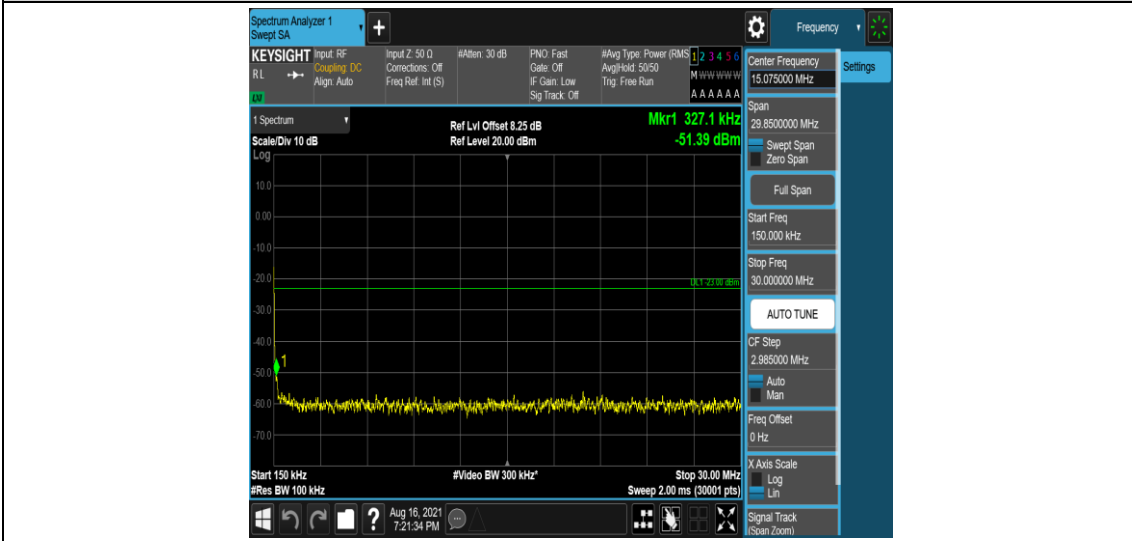 Spectrum Analyzer 1
Swept SA
Frequency
KEYSIGHT
RL
Input: RF
Coupling: DC
Align: Auto
Input Z: 50 Ω
Corrections: Off
Freq Ref: Int (S)
#Atten: 30 dB
PNO: Fast
Gate: Off
IF Gain: Low
Sig Track: Off
#Avg Type: Power (RMS
Avg|Hold: 50/50
Trig: Free Run
1 2 3 4 5 6
M W W W W W
A A A A A A
1 Spectrum
Scale/Div 10 dB
Log
Ref Lvl Offset 8.25 dB
Ref Level 20.00 dBm
Mkr1 327.1 kHz
-51.39 dBm
10.0
0.00
-10.0
-20.0
-30.0
-40.0
-50.0
-60.0
-70.0
DL1 -23.00 dBm
1
Start 150 kHz
#Res BW 100 kHz
#Video BW 300 kHz*
Stop 30.00 MHz
Sweep 2.00 ms (30001 pts)
Aug 16, 2021
7:21:34 PM
Center Frequency
15.075000 MHz
Settings
Span
29.8500000 MHz
Swept Span
Zero Span
Full Span
Start Freq
150.000 kHz
Stop Freq
30.000000 MHz
AUTO TUNE
CF Step
2.985000 MHz
Auto
Man
Freq Offset
0 Hz
X Axis Scale
Log
Lin
Signal Track
(Span Zoom)